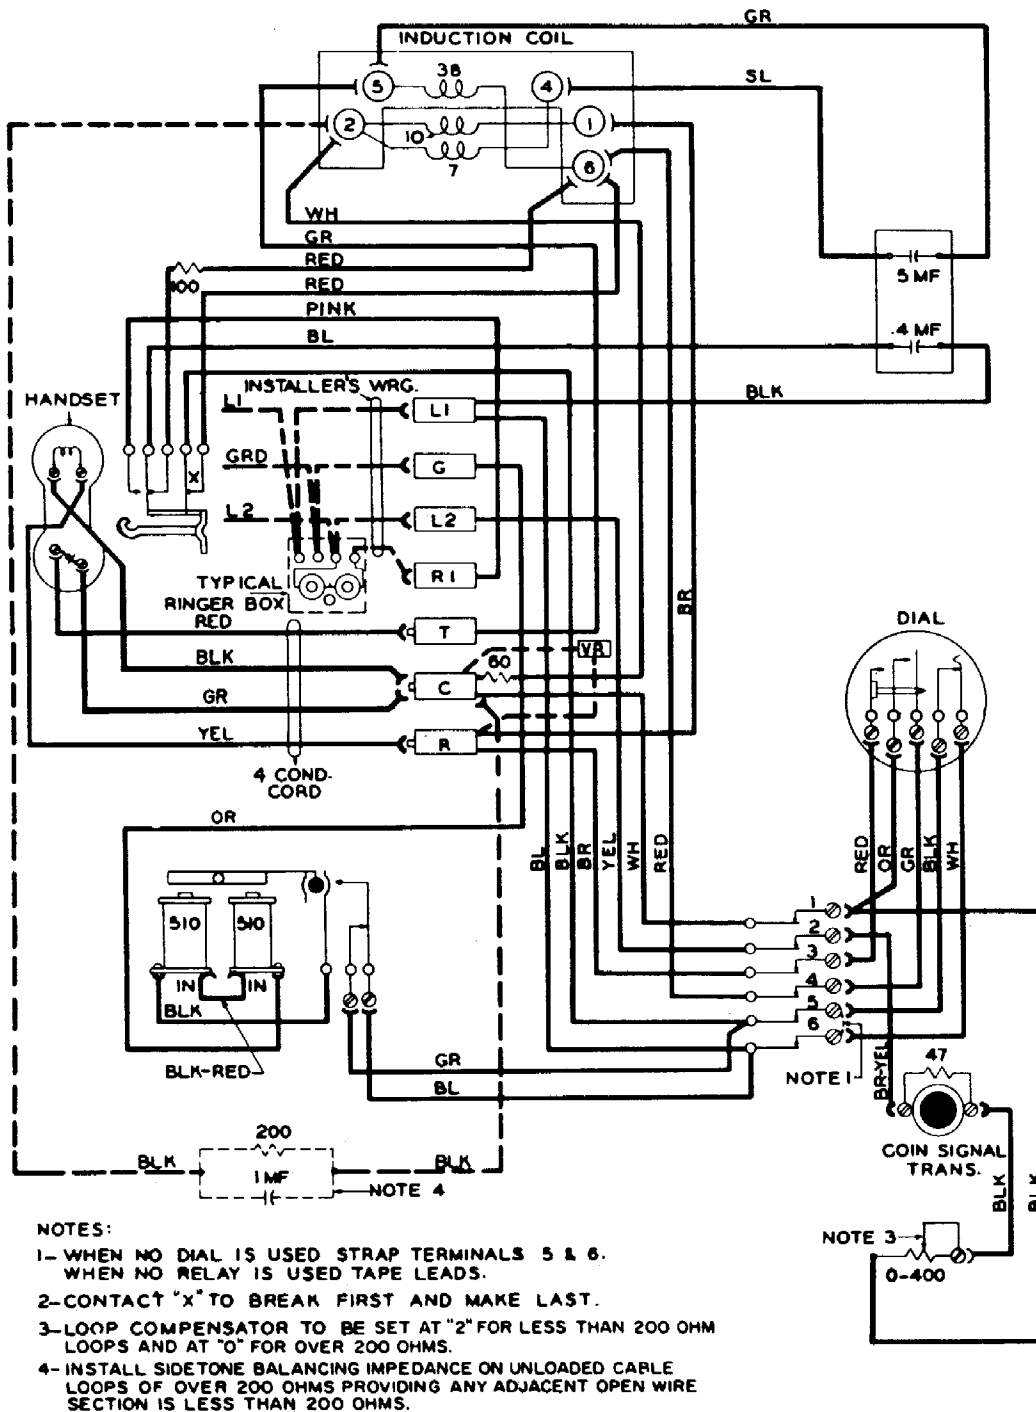 GR
INDUCTION COIL
5
38
4
SL
2
10
1
7
6
WH
GR
RED
100
RED
PINK
BL
5 MF
.4 MF
INSTALLER'S WRG.
BLK
HANDSET
L1
L1
GRD
G
X
L2
L2
R1
TYPICAL
RINGER BOX
RED
T
BR
DIAL
BLK
60
VR
C
GR
YEL
R
4 COND-
CORD
OR
BL
BLK
BR
YEL
WH
RED
RED
OR
GR
BLK
WH
510
510
1
2
3
4
5
6
IN
IN
BLK
BLK-RED
GR
BL
NOTE 1
BR-YEL
47
COIN SIGNAL
TRANS.
200
BLK
1 MF
BLK
NOTE 4
BLK
BLK
NOTE 3
0-400
NOTES:
1- WHEN NO DIAL IS USED STRAP TERMINALS 5 & 6.
WHEN NO RELAY IS USED TAPE LEADS.
2-CONTACT "X" TO BREAK FIRST AND MAKE LAST.
3-LOOP COMPENSATOR TO BE SET AT "2" FOR LESS THAN 200 OHM
LOOPS AND AT "0" FOR OVER 200 OHMS.
4- INSTALL SIDETONE BALANCING IMPEDANCE ON UNLOADED CABLE
LOOPS OF OVER 200 OHMS PROVIDING ANY ADJACENT OPEN WIRE
SECTION IS LESS THAN 200 OHMS.